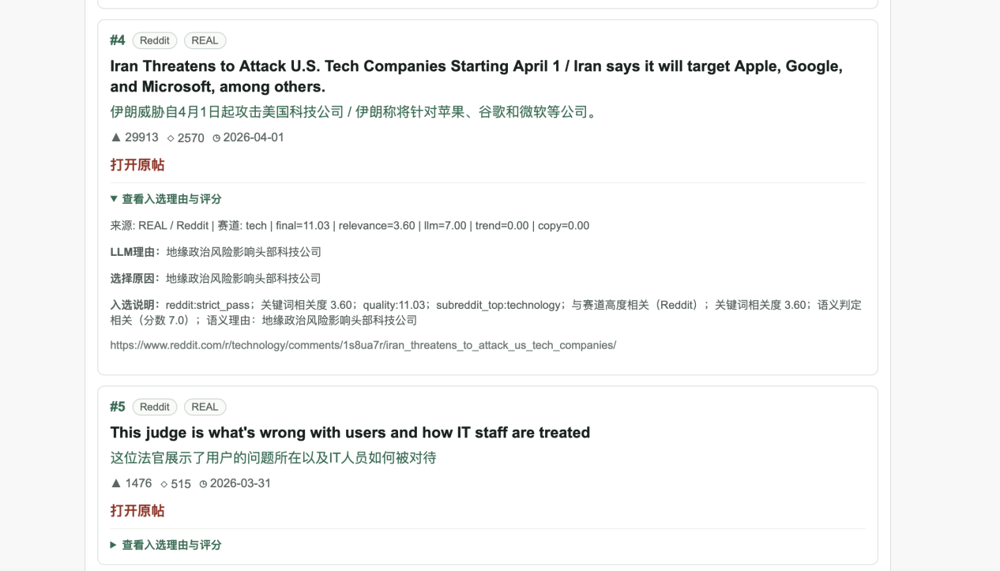 #4 Reddit REAL
Iran Threatens to Attack U.S. Tech Companies Starting April 1 / Iran says it will target Apple, Google,
and Microsoft, among others.
伊朗威胁自4月1日起攻击美国科技公司 / 伊朗称将针对苹果、谷歌和微软等公司。
▲ 29913 ◇ 2570 ◷ 2026-04-01
打开原帖
▼ 查看入选理由与评分
来源: REAL / Reddit | 赛道: tech | final=11.03 | relevance=3.60 | llm=7.00 | trend=0.00 | copy=0.00
LLM理由：地缘政治风险影响头部科技公司
选择原因：地缘政治风险影响头部科技公司
入选说明：reddit:strict_pass；关键词相关度 3.60；quality:11.03；subreddit_top:technology；与赛道高度相关（Reddit）；关键词相关度 3.60；语义判定
相关（分数 7.0）；语义理由：地缘政治风险影响头部科技公司
https://www.reddit.com/r/technology/comments/1s8ua7r/iran_threatens_to_attack_us_tech_companies/
#5 Reddit REAL
This judge is what's wrong with users and how IT staff are treated
这位法官展示了用户的问题所在以及IT人员如何被对待
▲ 1476 ◇ 515 ◷ 2026-03-31
打开原帖
▶ 查看入选理由与评分